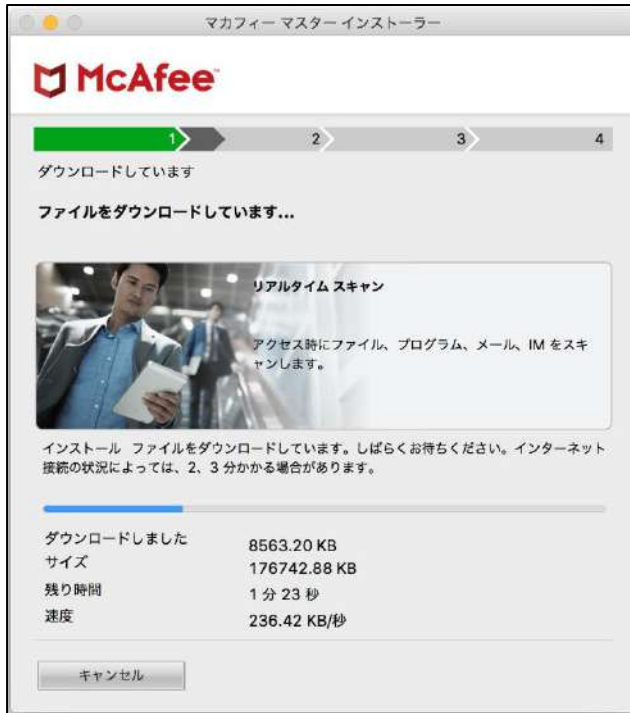 マカフィー マスター インストーラー
McAfee™
1 2 3 4
ダウンロードしています
ファイルをダウンロードしています...
リアルタイム スキャン
アクセス時にファイル、プログラム、メール、IM をスキ
ャンします。
インストール ファイルをダウンロードしています。しばらくお待ちください。インターネット
接続の状況によっては、2、3 分かかる場合があります。
ダウンロードしました 8563.20 KB
サイズ 176742.88 KB
残り時間 1 分 23 秒
速度 236.42 KB/秒
キャンセル